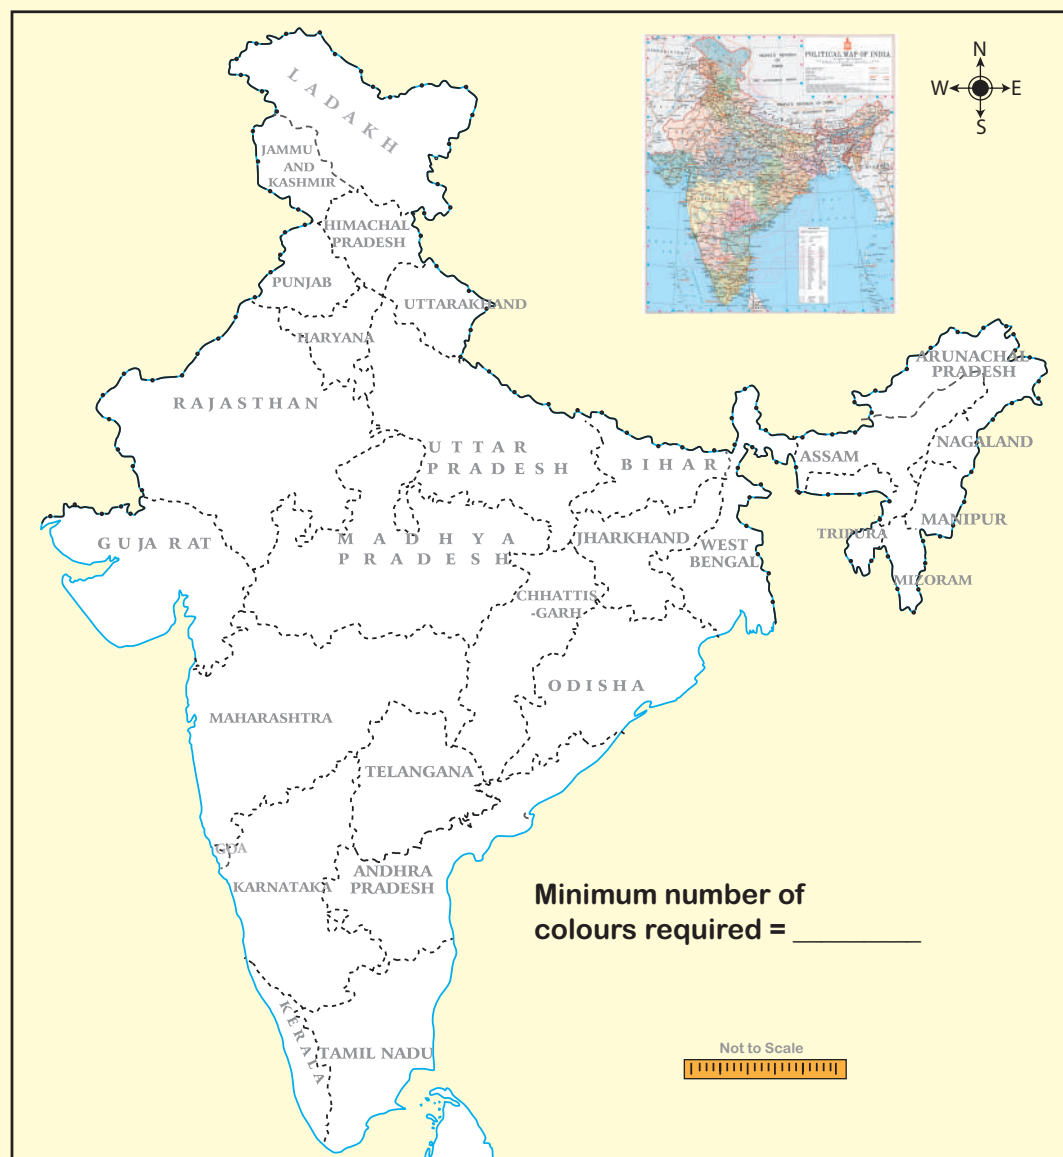 N
W E
S
POLITICAL MAP OF INDIA
LADAKH
JAMMU
AND
KASHMIR
HIMACHAL
PRADESH
PUNJAB
UTTARAKHAND
HARYANA
RAJASTHAN
UTTAR
PRADESH
BIHAR
ARUNACHAL
PRADESH
ASSAM
NAGALAND
MANIPUR
TRIPURA
MIZORAM
GUJARAT
MADHYA
PRADESH
JHARKHAND
WEST
BENGAL
CHHATTIS
-GARH
ODISHA
MAHARASHTRA
TELANGANA
GOA
KARNATAKA
ANDHRA
PRADESH
KERALA
TAMIL NADU
Minimum number of
colours required = ________
Not to Scale